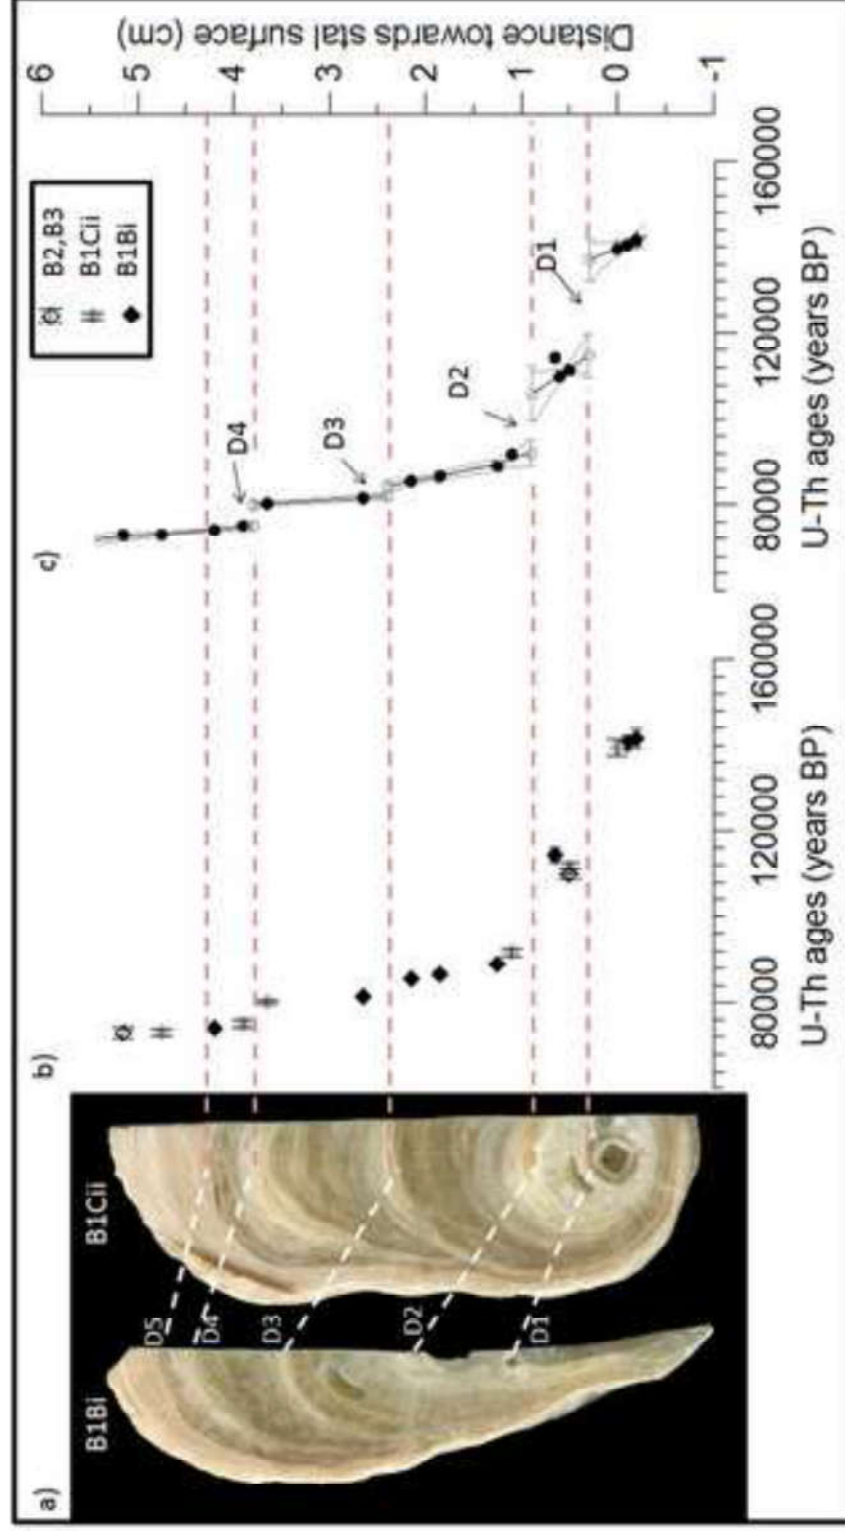 a)
B1Bi
B1Cii
D5
D4
D3
D2
D1
b)
80000
120000
160000
U-Th ages (years BP)
c)
B2,B3
B1Cii
B1Bi
D4
D3
D2
D1
80000
120000
160000
U-Th ages (years BP)
6
5
4
3
2
1
0
-1
Distance towards stal surface (cm)